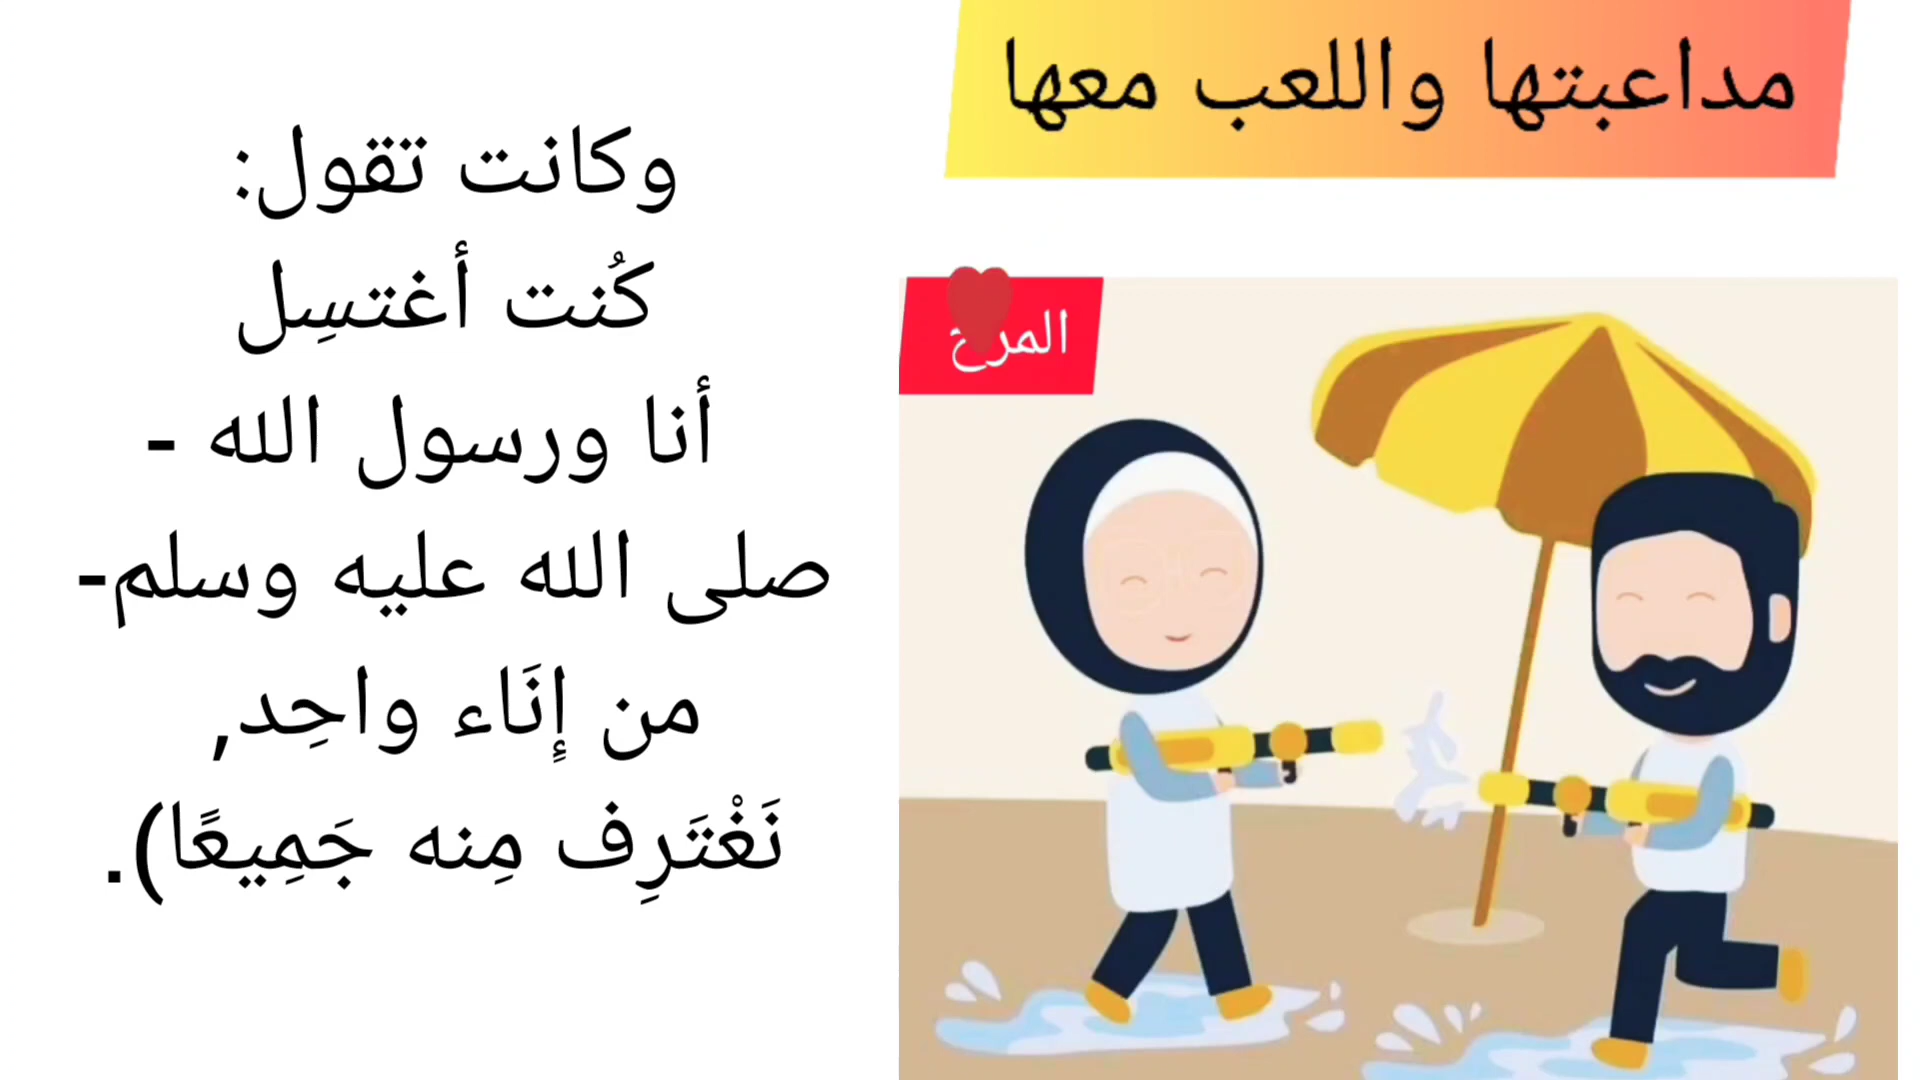 مداعبتها واللعب معها
وكانت تقول:
كُنت أغتسِل
أنا ورسول الله -
صلى الله عليه وسلم-
من إنَاء واحِد,
نَغْتَرِف مِنه جَمِيعًا).